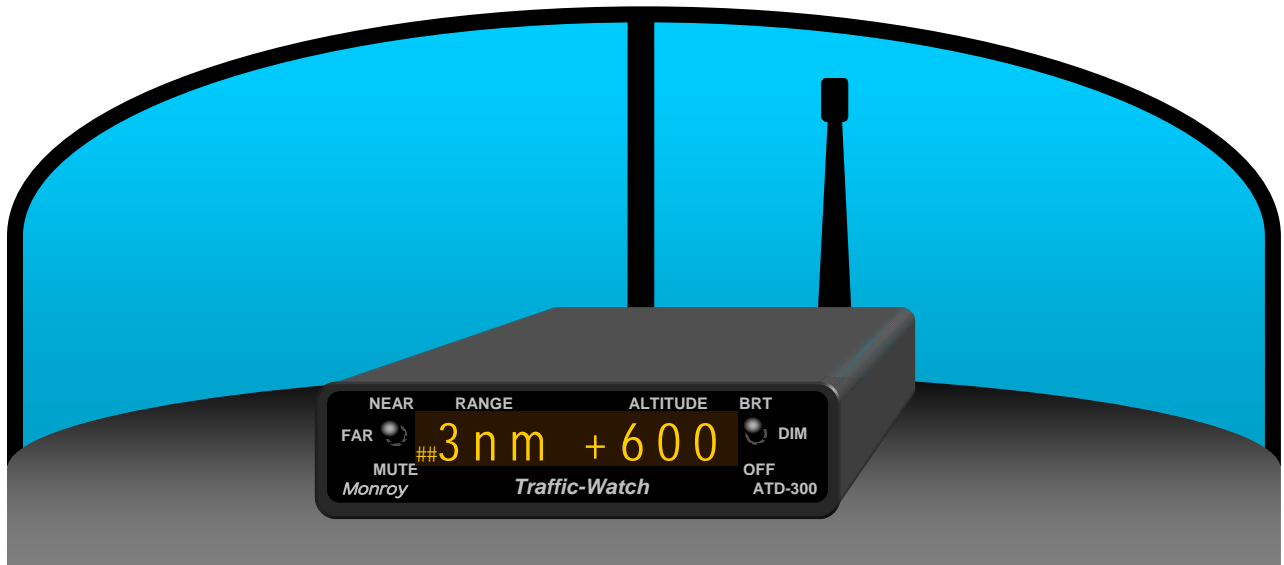 NEAR RANGE ALTITUDE BRT
FAR ##3nm +600 DIM
MUTE OFF
Monroy Traffic-Watch ATD-300